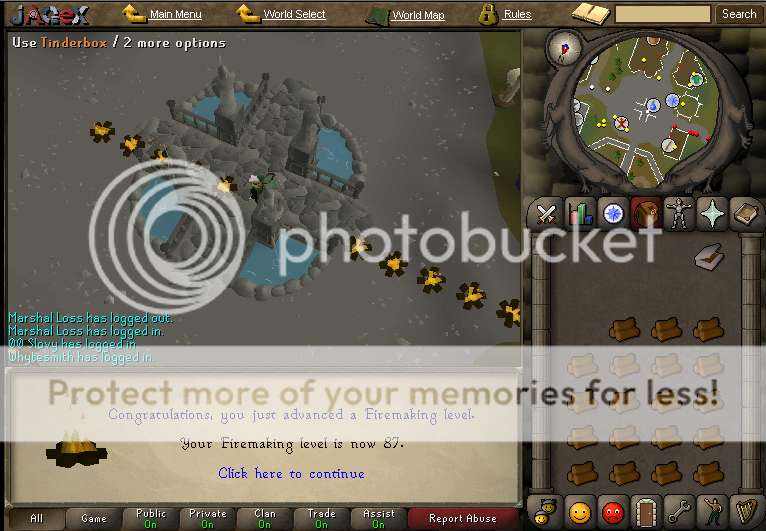 JAGEX Main Menu World Select World Map Rules Search
Use Tinderbox / 2 more options
photobucket
Marshal Loss has logged out.
Marshal Loss has logged in.
00 Slovy has logged in.
Whytesmith has logged in.
Protect more of your memories for less!
Congratulations, you just advanced a Firemaking level.
Your Firemaking level is now 87.
Click here to continue
All Game Public Private Clan Trade Assist Report Abuse
On On On On On